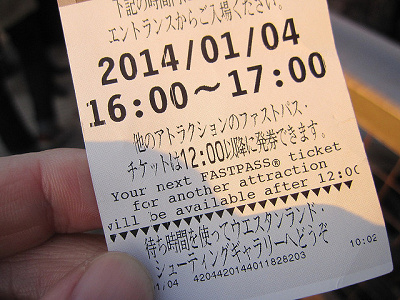 下記の時間内に
エントランスからご入場ください。
2014/01/04
16:00～17:00
他のアトラクションのファストパス・
チケットは12:00以降に発券できます。
Your next FASTPASS® ticket
for another attraction
will be available after 12:00
待ち時間を使ってウエスタンランド・
シューティングギャラリーへどうぞ
/04 4204420144011828203 10:02